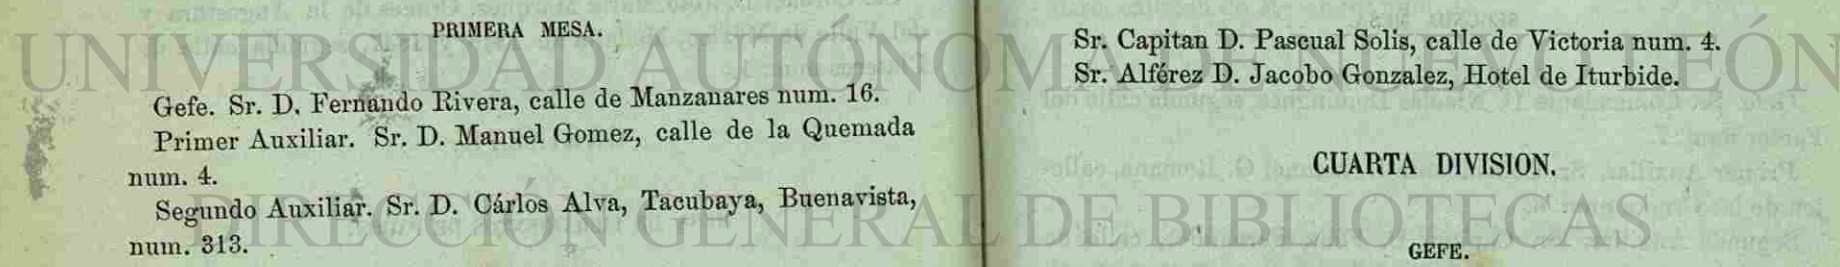 PRIMERA MESA.
Gefe. Sr. D. Fernando Rivera, calle de Manzanares num. 16.
Primer Auxiliar. Sr. D. Manuel Gomez, calle de la Quemada
num. 4.
Segundo Auxiliar. Sr. D. Cárlos Alva, Tacubaya, Buenavista,
num. 313.
Sr. Capitan D. Pascual Solis, calle de Victoria num. 4.
Sr. Alférez D. Jacobo Gonzalez, Hotel de Iturbide.
CUARTA DIVISION.
GEFE.
UNIVERSIDAD AUTÓNOMA DE NUEVO LEÓN
DIRECCIÓN GENERAL DE BIBLIOTECAS